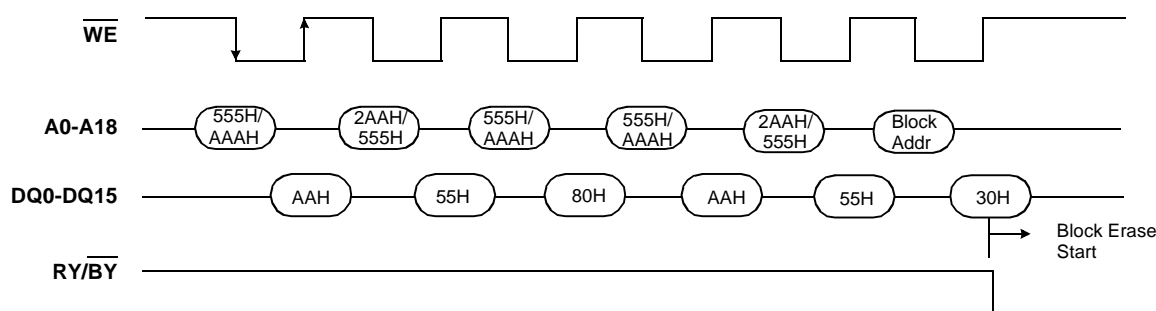 WE
A0-A18
555H/
AAAH
2AAH/
555H
555H/
AAAH
555H/
AAAH
2AAH/
555H
Block
Addr
DQ0-DQ15
AAH
55H
80H
AAH
55H
30H
Block Erase
Start
RY/BY